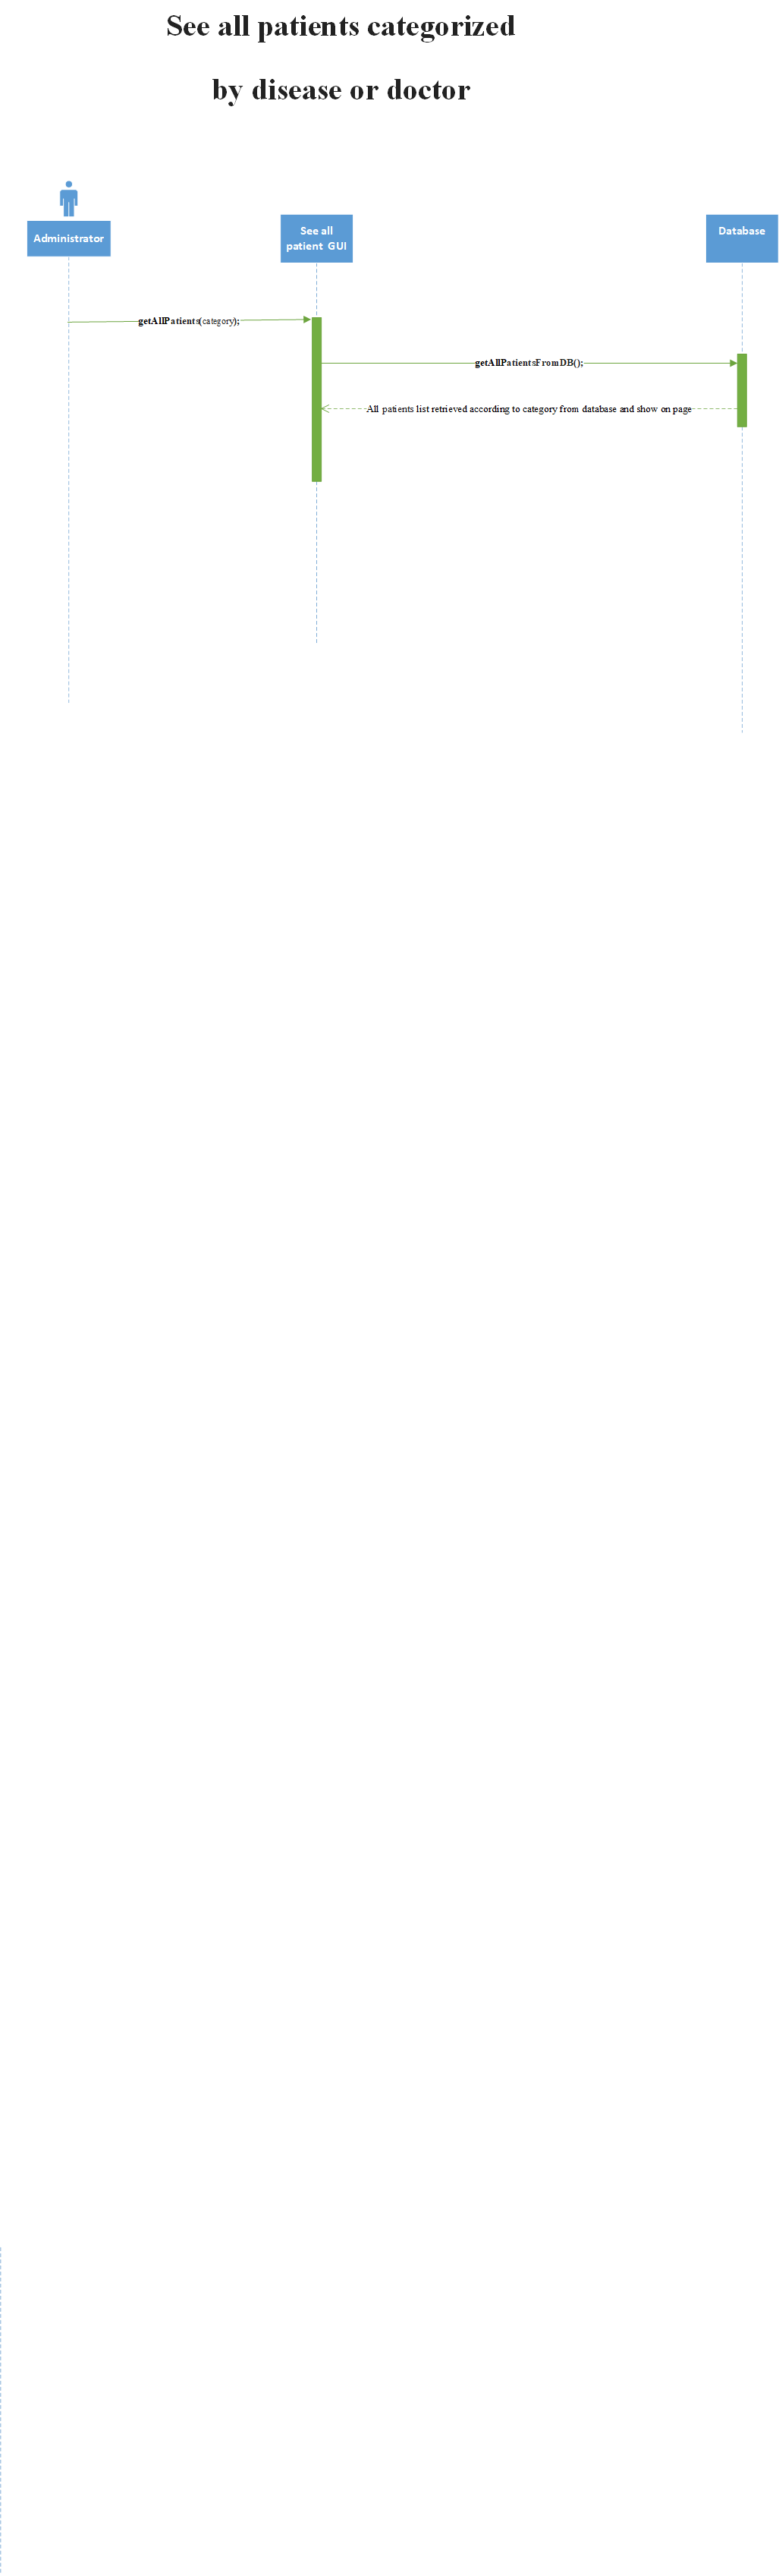 See all patients categorized
by disease or doctor
Administrator
See all
patient GUI
Database
getAllPatients(category);
getAllPatientsFromDB();
All patients list retrieved according to category from database and show on page